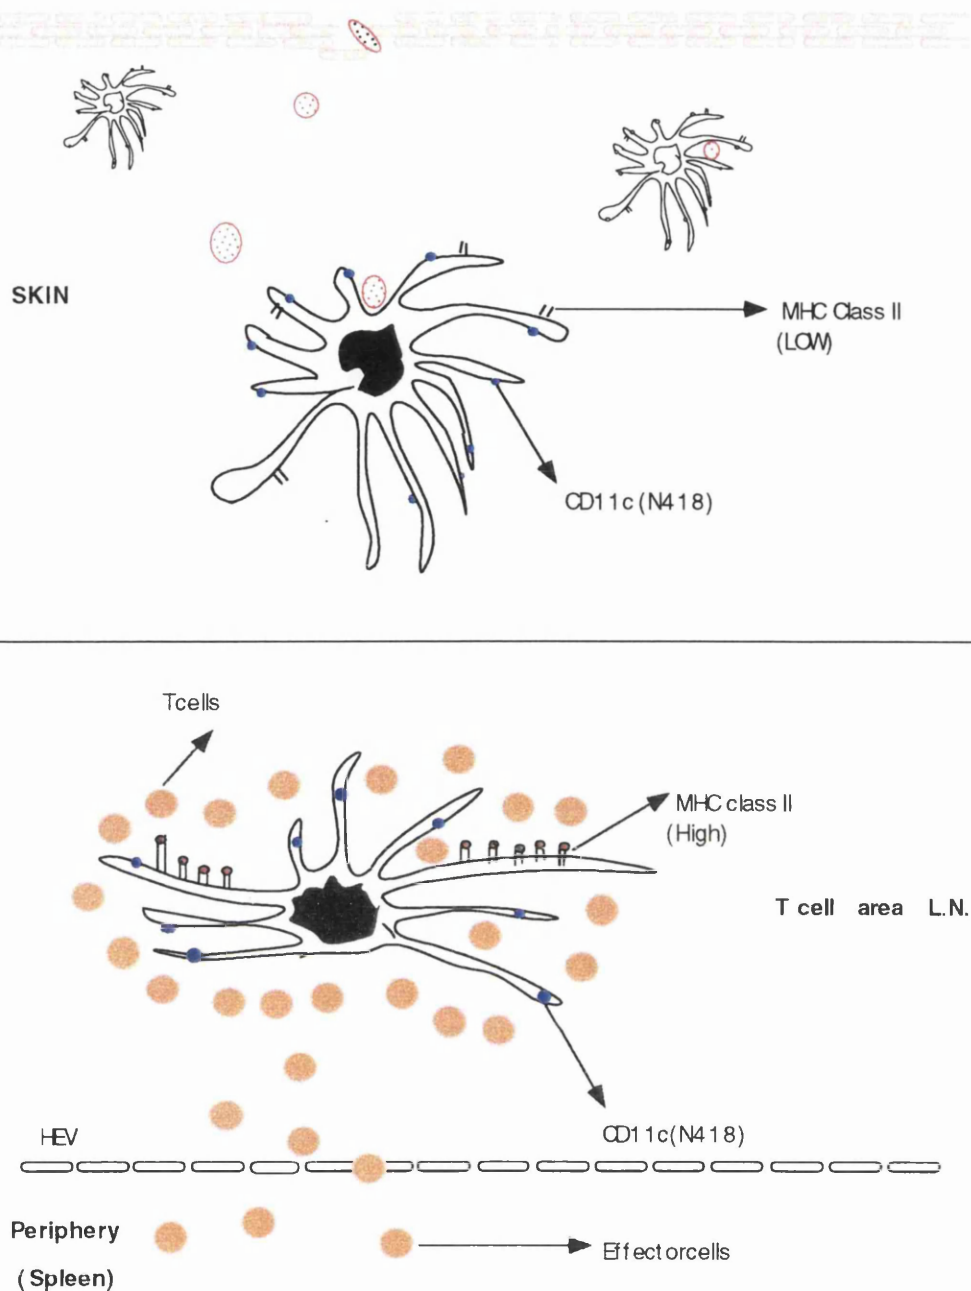 SKIN
MHC Class II
(LOW)
CD11c (N418)
T cells
MHC class II
(High)
T cell area L.N.
HEV
CD11c(N418)
Periphery
(Spleen)
Effector cells